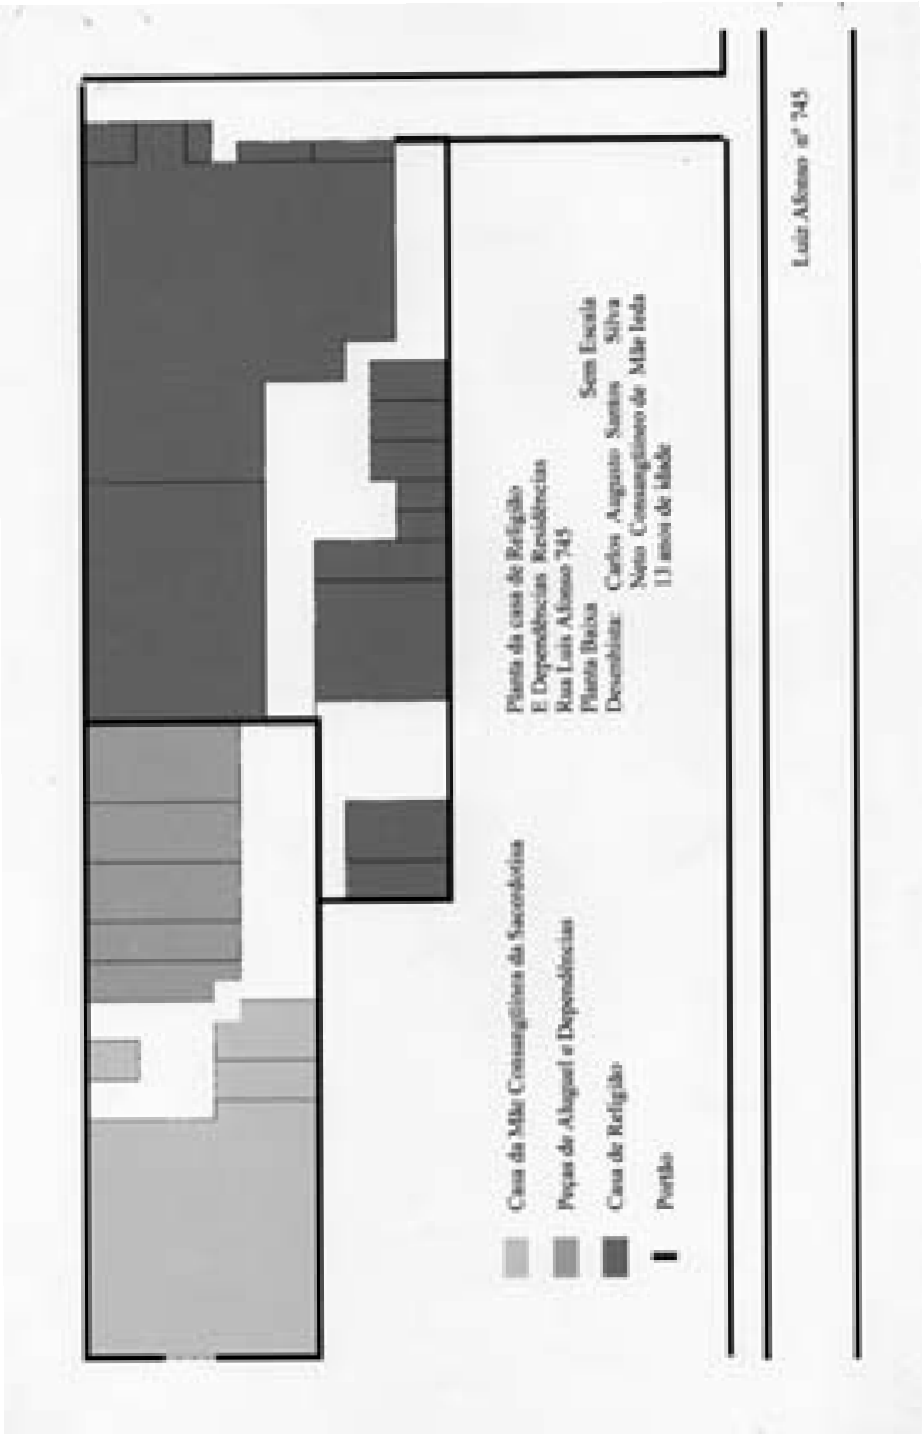 Luiz Afonso nº 745
Planta da casa de Religião
E Dependências Residências
Rua Luis Afonso 745
Planta Baixa Sem Escala
Desenhista: Carlos Augusto Santos Silva
Neto Consangüíneo de Mãe Ieda
13 anos de idade
Casa da Mãe Consangüínea da Sacerdotisa
Peças de Aluguel e Dependências
Casa de Religião
Portão